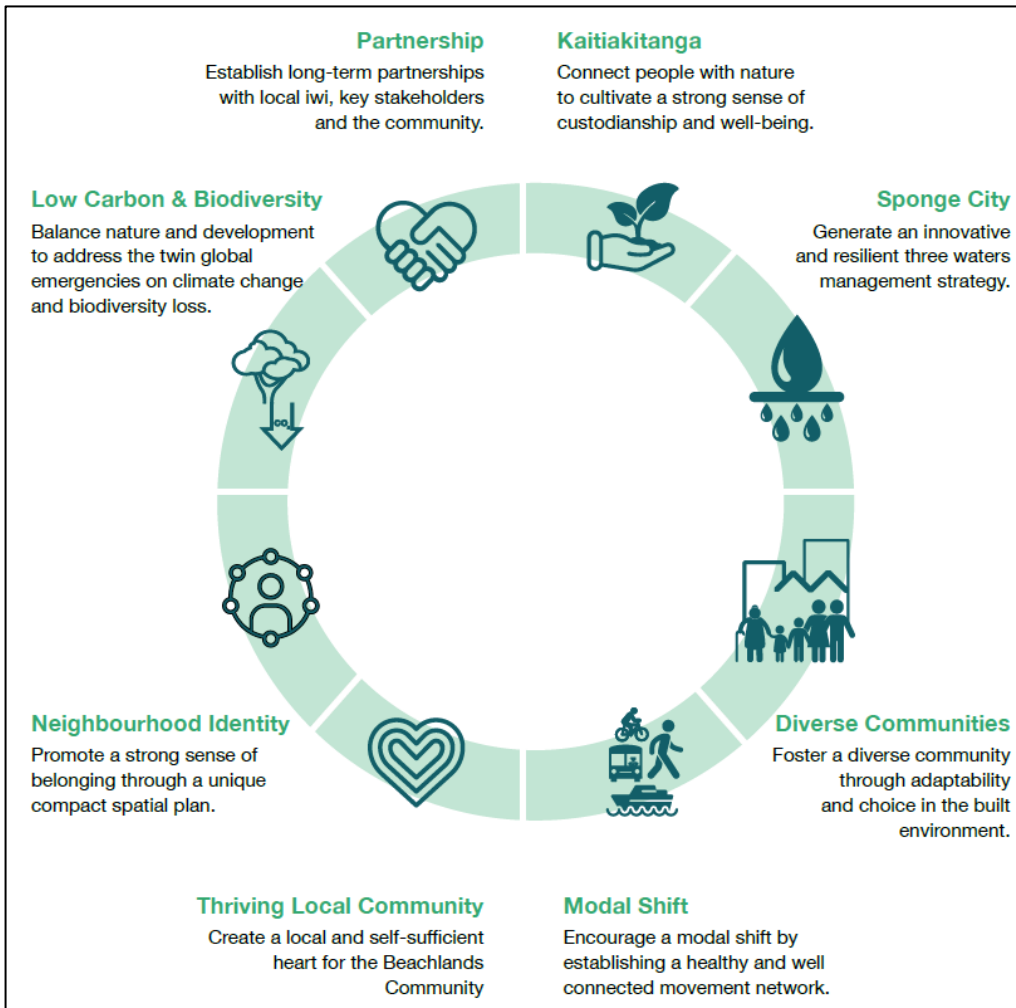 Partnership
Establish long-term partnerships
with local iwi, key stakeholders
and the community.
Kaitiakitanga
Connect people with nature
to cultivate a strong sense of
custodianship and well-being.
Low Carbon & Biodiversity
Balance nature and development
to address the twin global
emergencies on climate change
and biodiversity loss.
Sponge City
Generate an innovative
and resilient three waters
management strategy.
CO₂
Neighbourhood Identity
Promote a strong sense of
belonging through a unique
compact spatial plan.
Diverse Communities
Foster a diverse community
through adaptability
and choice in the built
environment.
Thriving Local Community
Create a local and self-sufficient
heart for the Beachlands
Community
Modal Shift
Encourage a modal shift by
establishing a healthy and well
connected movement network.